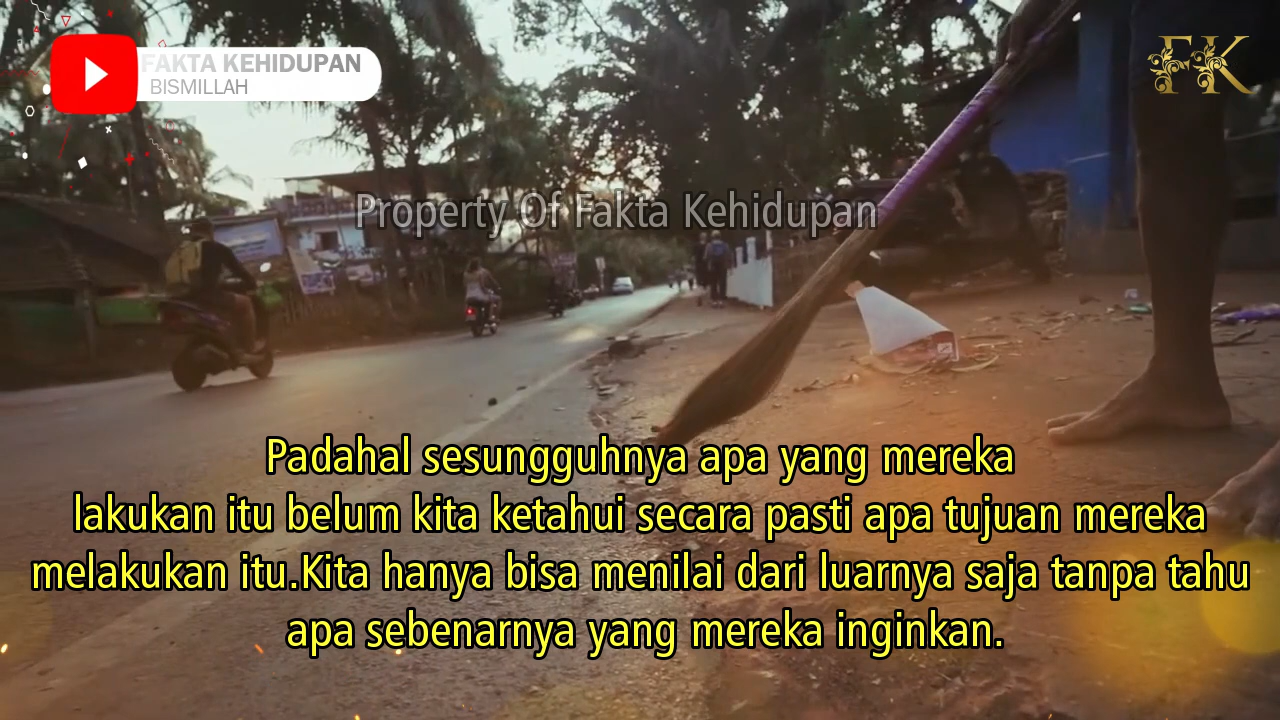 FAKTA KEHIDUPAN
BISMILLAH
FK
Property Of Fakta Kehidupan
Padahal sesungguhnya apa yang mereka
lakukan itu belum kita ketahui secara pasti apa tujuan mereka
melakukan itu.Kita hanya bisa menilai dari luarnya saja tanpa tahu
apa sebenarnya yang mereka inginkan.